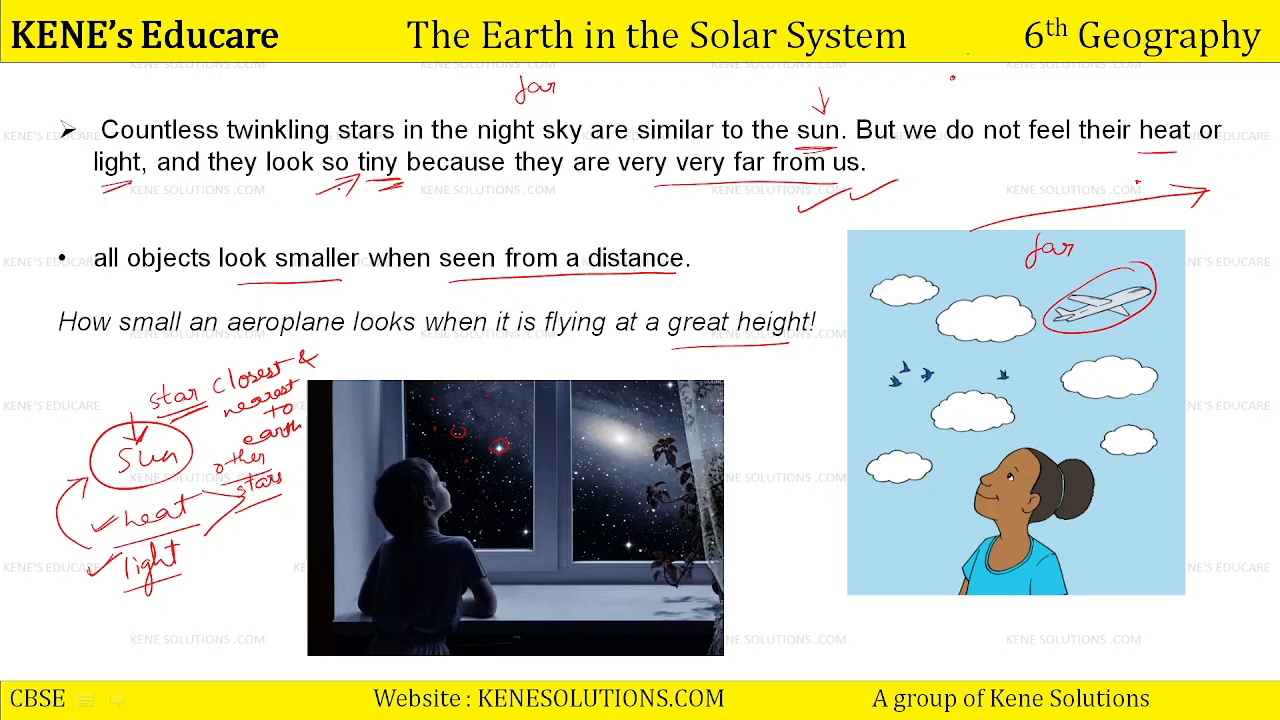 KENE's Educare The Earth in the Solar System 6th Geography
far
➢ Countless twinkling stars in the night sky are similar to the sun. But we do not feel their heat or
light, and they look so tiny because they are very very far from us.
• all objects look smaller when seen from a distance.
far
How small an aeroplane looks when it is flying at a great height!
star closest &
nearest
to
earth
Sun
other
stars
heat
light
KENE SOLUTIONS .COM
KENE'S EDUCARE
CBSE Website : KENESOLUTIONS.COM A group of Kene Solutions